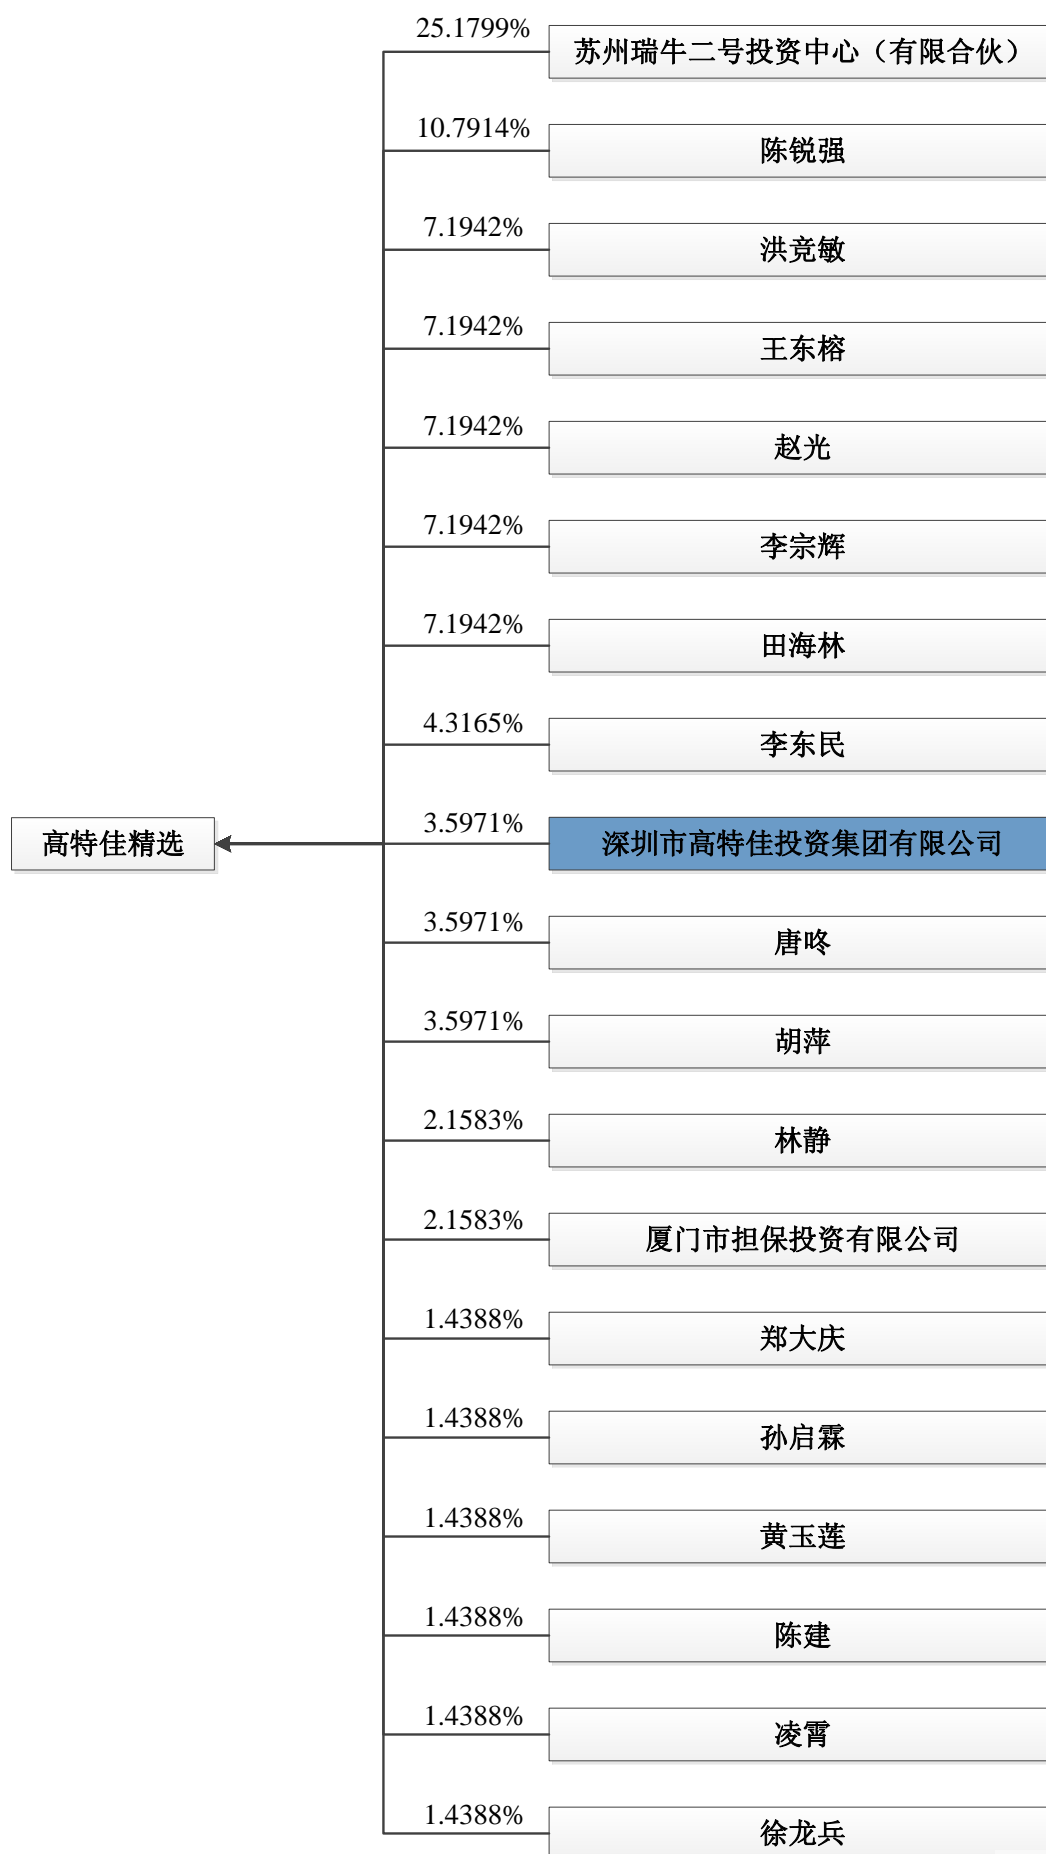 25.1799%
苏州瑞牛二号投资中心（有限合伙）
10.7914%
陈锐强
7.1942%
洪竞敏
7.1942%
王东榕
7.1942%
赵光
7.1942%
李宗辉
7.1942%
田海林
4.3165%
李东民
高特佳精选
3.5971%
深圳市高特佳投资集团有限公司
3.5971%
唐咚
3.5971%
胡萍
2.1583%
林静
2.1583%
厦门市担保投资有限公司
1.4388%
郑大庆
1.4388%
孙启霖
1.4388%
黄玉莲
1.4388%
陈建
1.4388%
凌霄
1.4388%
徐龙兵